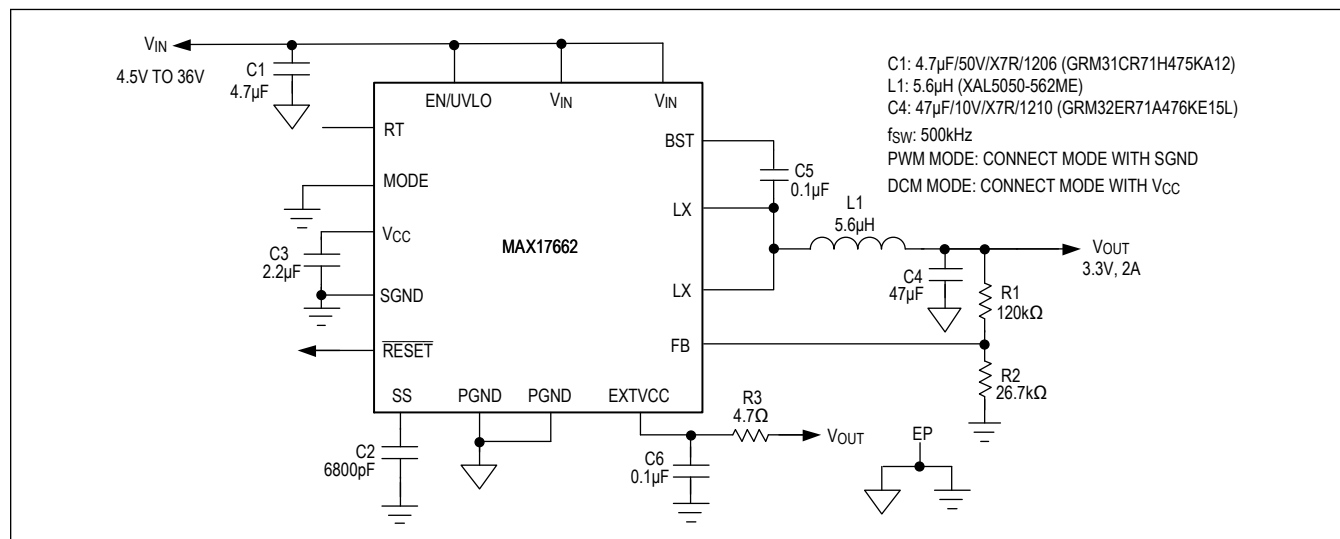 VIN
4.5V TO 36V
C1
4.7µF
EN/UVLO
VIN
VIN
C1: 4.7µF/50V/X7R/1206 (GRM31CR71H475KA12)
L1: 5.6µH (XAL5050-562ME)
C4: 47µF/10V/X7R/1210 (GRM32ER71A476KE15L)
fSW: 500kHz
PWM MODE: CONNECT MODE WITH SGND
DCM MODE: CONNECT MODE WITH VCC
RT
BST
MODE
C5
0.1µF
LX
L1
5.6µH
VCC
MAX17662
C3
2.2µF
VOUT
3.3V, 2A
SGND
LX
C4
47µF
R1
120kΩ
RESET
FB
R2
26.7kΩ
SS
PGND
PGND
EXTVCC
R3
4.7Ω
VOUT
C2
6800pF
C6
0.1µF
EP